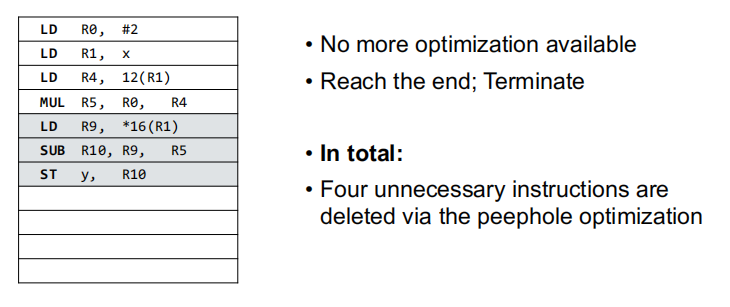 LD R0, #2
LD R1, x
LD R4, 12(R1)
MUL R5, R0, R4
LD R9, *16(R1)
SUB R10, R9, R5
ST y, R10
• No more optimization available
• Reach the end; Terminate
• In total:
• Four unnecessary instructions are
deleted via the peephole optimization